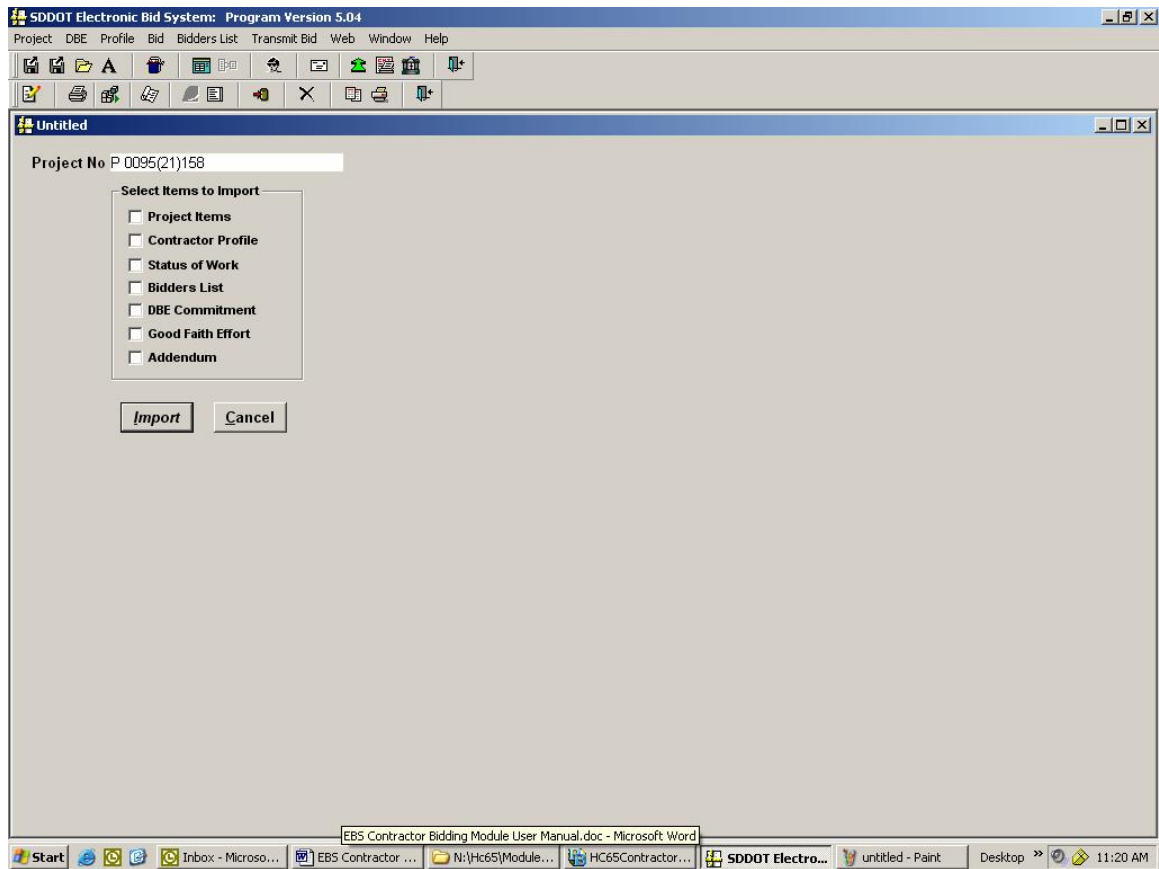 SDDOT Electronic Bid System: Program Version 5.04
Project DBE Profile Bid Bidders List Transmit Bid Web Window Help
A
Untitled
Project No P 0095(21)158
Select Items to Import
Project Items
Contractor Profile
Status of Work
Bidders List
DBE Commitment
Good Faith Effort
Addendum
Import Cancel
EBS Contractor Bidding Module User Manual.doc - Microsoft Word
Start Inbox - Microso... EBS Contractor ... N:\Hc65\Module... HC65Contractor... SDDOT Electro... untitled - Paint Desktop » 11:20 AM